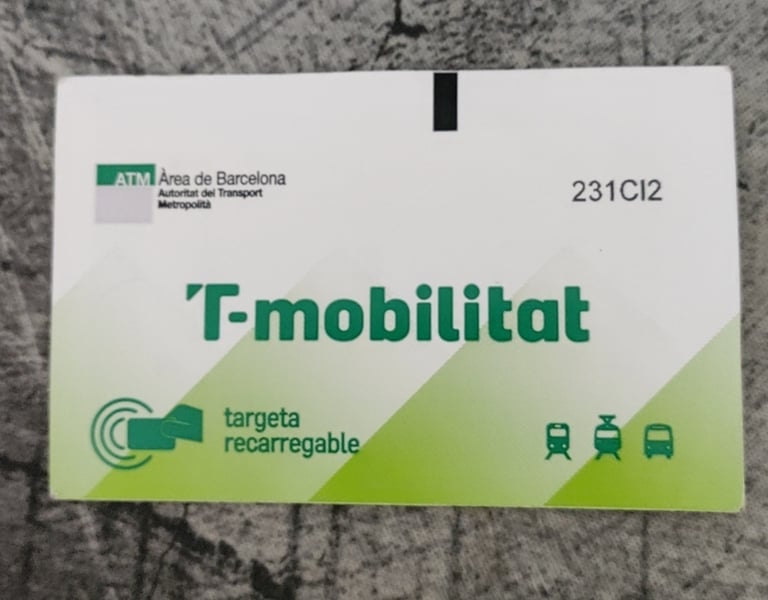 ATM Àrea de Barcelona
Autoritat del Transport
Metropolità
231CI2
T-mobilitat
targeta
recarregable